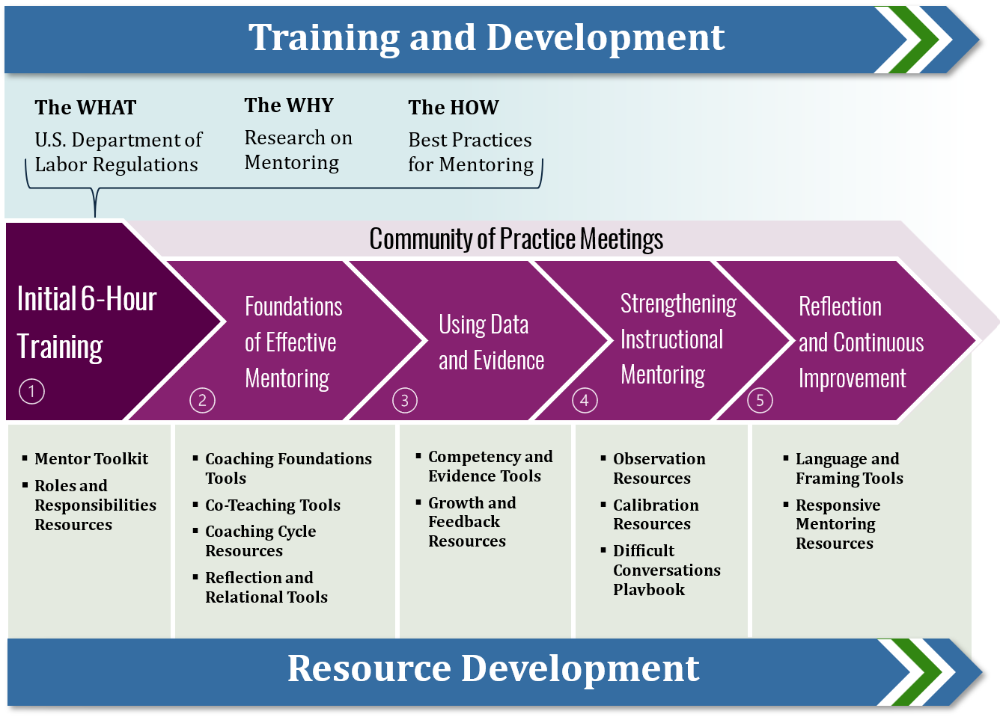 Training and Development
The WHAT
U.S. Department of
Labor Regulations
The WHY
Research on
Mentoring
The HOW
Best Practices
for Mentoring
Community of Practice Meetings
Initial 6-Hour
Training
1
Foundations
of Effective
Mentoring
2
Using Data
and Evidence
3
Strengthening
Instructional
Mentoring
4
Reflection
and Continuous
Improvement
5
▪ Mentor Toolkit
▪ Roles and
Responsibilities
Resources
▪ Coaching Foundations
Tools
▪ Co-Teaching Tools
▪ Coaching Cycle
Resources
▪ Reflection and
Relational Tools
▪ Competency and
Evidence Tools
▪ Growth and
Feedback
Resources
▪ Observation
Resources
▪ Calibration
Resources
▪ Difficult
Conversations
Playbook
▪ Language and
Framing Tools
▪ Responsive
Mentoring
Resources
Resource Development